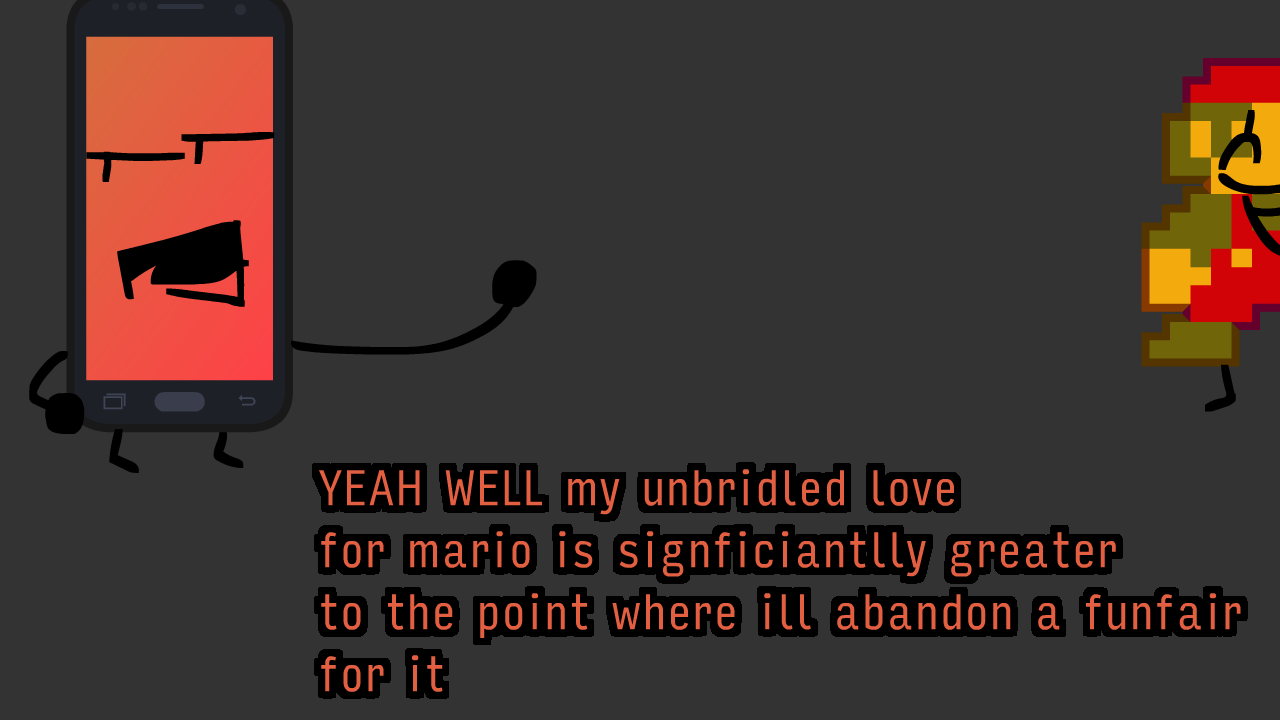 YEAH WELL my unbridled love
for mario is signficiantlly greater
to the point where ill abandon a funfair
for it